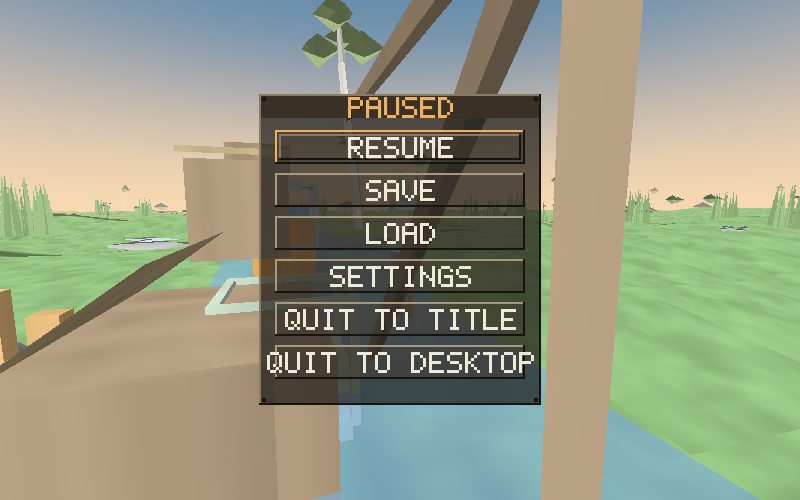 PAUSED
RESUME
SAVE
LOAD
SETTINGS
QUIT TO TITLE
QUIT TO DESKTOP